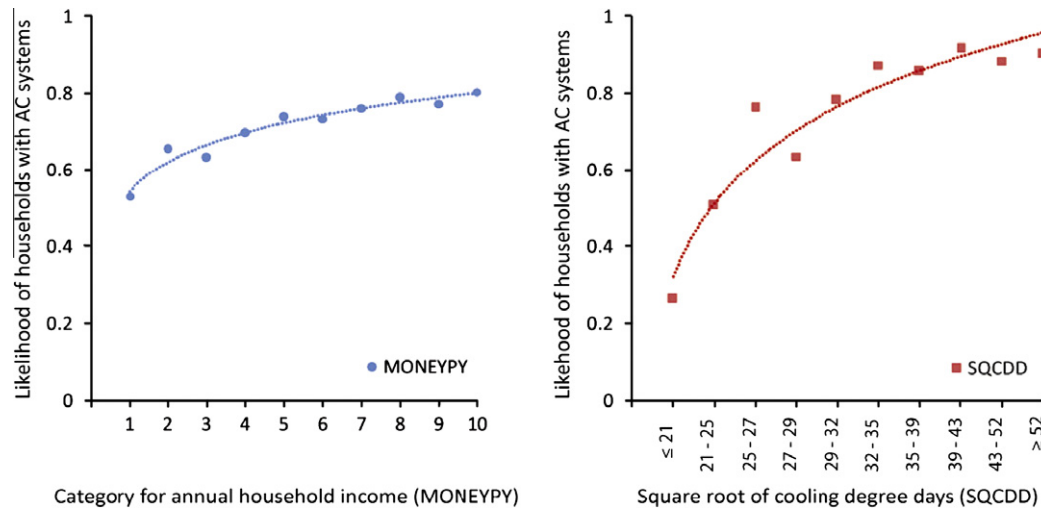 Likelihood of households with AC systems
1
0.8
0.6
0.4
0.2
0
MONEYPY
1 2 3 4 5 6 7 8 9 10
Category for annual household income (MONEYPY)
Likehood of households with AC systems
1
0.8
0.6
0.4
0.2
0
SQCDD
≤ 21
21 - 25
25 - 27
27 - 29
29 - 32
32 - 35
35 - 39
39 - 43
43 - 52
Square root of cooling degree days (SQCDD)